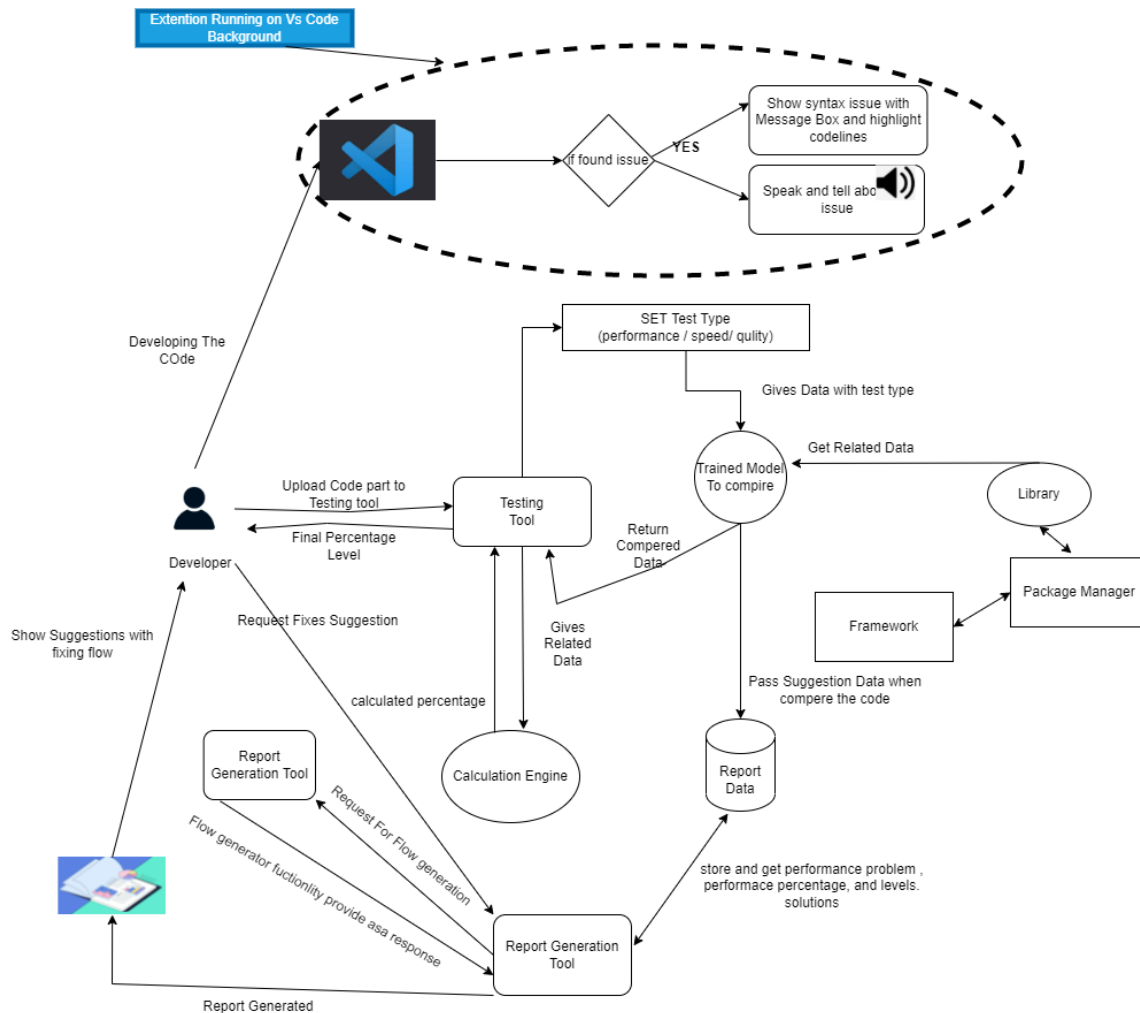 Extention Running on Vs Code
Background
Show syntax issue with
Message Box and highlight
codelines
if found issue
YES
Speak and tell
issue
SET Test Type
(performance / speed/ qulity)
Developing The
COde
Gives Data with test type
Get Related Data
Trained Model
To compire
Library
Upload Code part to
Testing tool
Testing
Tool
Return
Compered
Data
Final Percentage
Level
Developer
Package Manager
Framework
Request Fixes Suggestion
Show Suggestions with
fixing flow
Gives
Related
Data
Pass Suggestion Data when
compere the code
calculated percentage
Report
Generation Tool
Calculation Engine
Report
Data
Request For Flow generation
Flow generator fuctionlity provide asa response
store and get performance problem ,
performace percentage, and levels.
solutions
Report Generation
Tool
Report Generated